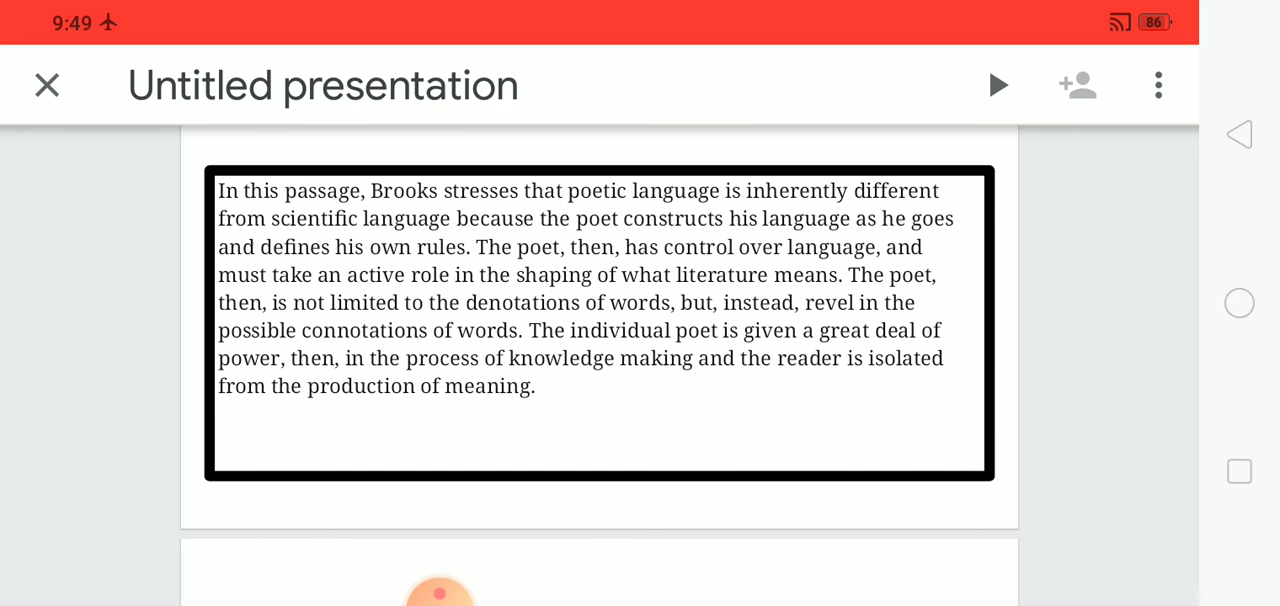 9:49
86
Untitled presentation
In this passage, Brooks stresses that poetic language is inherently different
from scientific language because the poet constructs his language as he goes
and defines his own rules. The poet, then, has control over language, and
must take an active role in the shaping of what literature means. The poet,
then, is not limited to the denotations of words, but, instead, revel in the
possible connotations of words. The individual poet is given a great deal of
power, then, in the process of knowledge making and the reader is isolated
from the production of meaning.